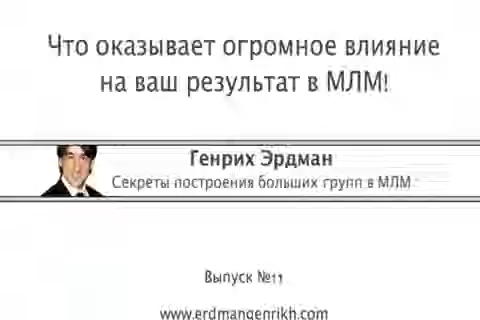 Что оказывает огромное влияние
на ваш результат в МЛМ!
Генрих Эрдман
Секреты построения больших групп в МЛМ
Выпуск №11
www.erdmangenrikh.com